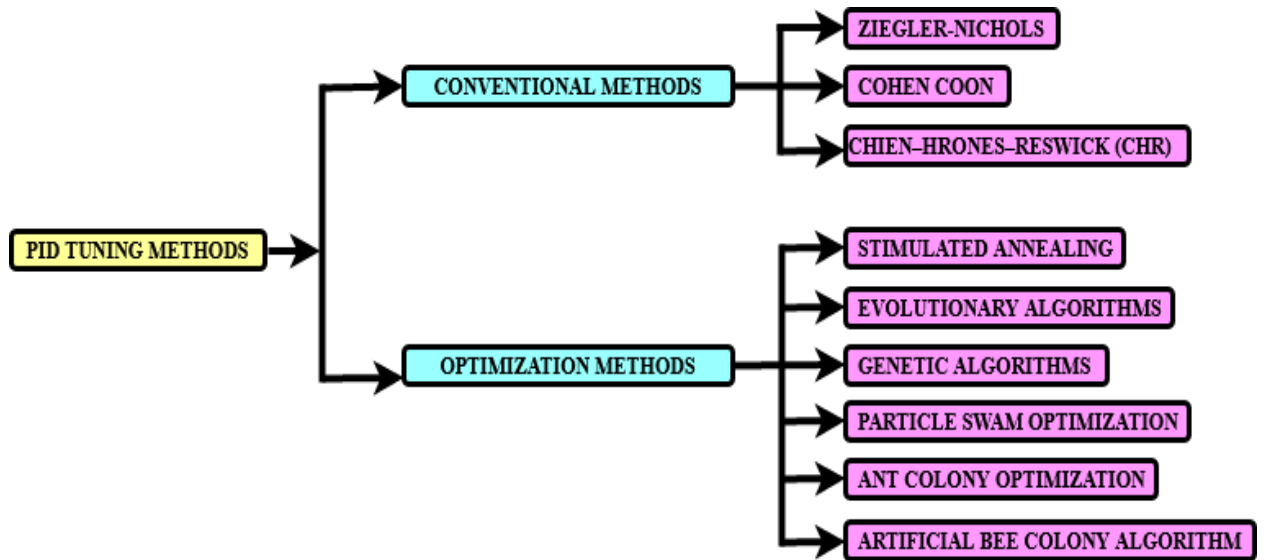 PID TUNING METHODS
CONVENTIONAL METHODS
ZIEGLER-NICHOLS
COHEN COON
CHIEN–HRONES–RESWICK (CHR)
OPTIMIZATION METHODS
STIMULATED ANNEALING
EVOLUTIONARY ALGORITHMS
GENETIC ALGORITHMS
PARTICLE SWAM OPTIMIZATION
ANT COLONY OPTIMIZATION
ARTIFICIAL BEE COLONY ALGORITHM